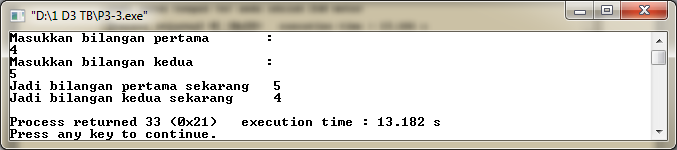 "D:\1 D3 TB\P3-3.exe"
Masukkan bilangan pertama       :
4
Masukkan bilangan kedua         :
5
Jadi bilangan pertama sekarang   5
Jadi bilangan kedua sekarang     4
Process returned 33 (0x21)   execution time : 13.182 s
Press any key to continue.